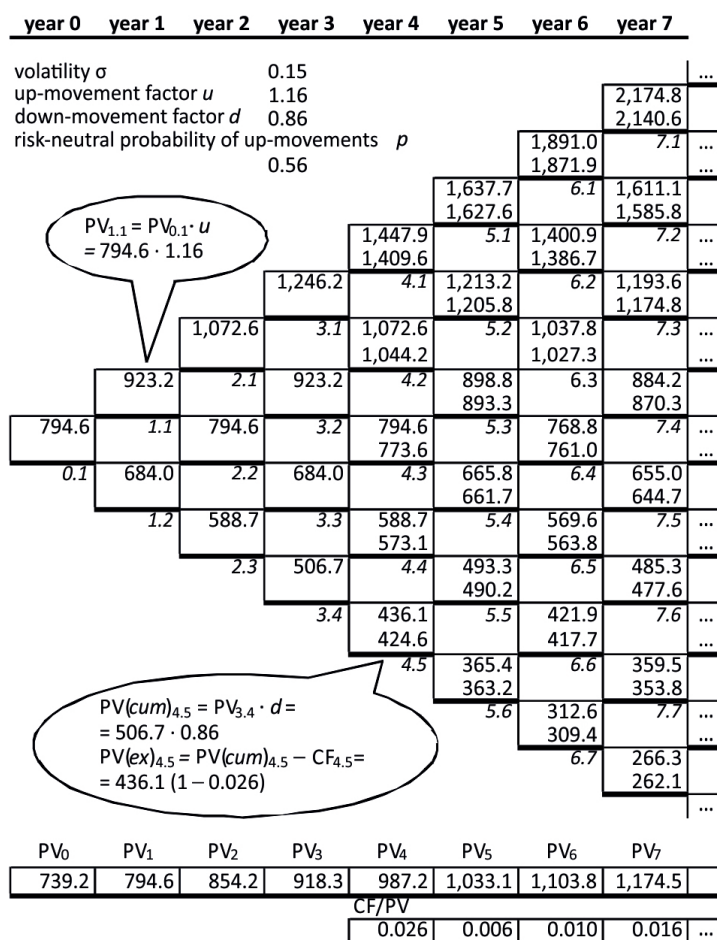 year 0 year 1 year 2 year 3 year 4 year 5 year 6 year 7
volatility σ 0.15 ...
up-movement factor u 1.16 2,174.8
down-movement factor d 0.86 2,140.6
risk-neutral probability of up-movements p 1,891.0 7.1 ...
0.56 1,871.9 ...
1,637.7 6.1 1,611.1
1,627.6 1,585.8
PV1.1 = PV0.1· u 1,447.9 5.1 1,400.9 7.2 ...
= 794.6 · 1.16 1,409.6 1,386.7 ...
1,246.2 4.1 1,213.2 6.2 1,193.6
1,205.8 1,174.8
1,072.6 3.1 1,072.6 5.2 1,037.8 7.3 ...
1,044.2 1,027.3 ...
923.2 2.1 923.2 4.2 898.8 6.3 884.2
893.3 870.3
794.6 1.1 794.6 3.2 794.6 5.3 768.8 7.4 ...
773.6 761.0 ...
0.1 684.0 2.2 684.0 4.3 665.8 6.4 655.0
661.7 644.7
1.2 588.7 3.3 588.7 5.4 569.6 7.5 ...
573.1 563.8 ...
2.3 506.7 4.4 493.3 6.5 485.3
490.2 477.6
3.4 436.1 5.5 421.9 7.6 ...
424.6 417.7 ...
4.5 365.4 6.6 359.5
363.2 353.8
PV(cum)4.5 = PV3.4 · d =
= 506.7 · 0.86
PV(ex)4.5 = PV(cum)4.5 − CF4.5=
= 436.1 (1 − 0.026)
5.6 312.6 7.7 ...
309.4 ...
6.7 266.3
262.1
...
PV0 PV1 PV2 PV3 PV4 PV5 PV6 PV7
739.2 794.6 854.2 918.3 987.2 1,033.1 1,103.8 1,174.5
CF/PV
0.026 0.006 0.010 0.016 ...